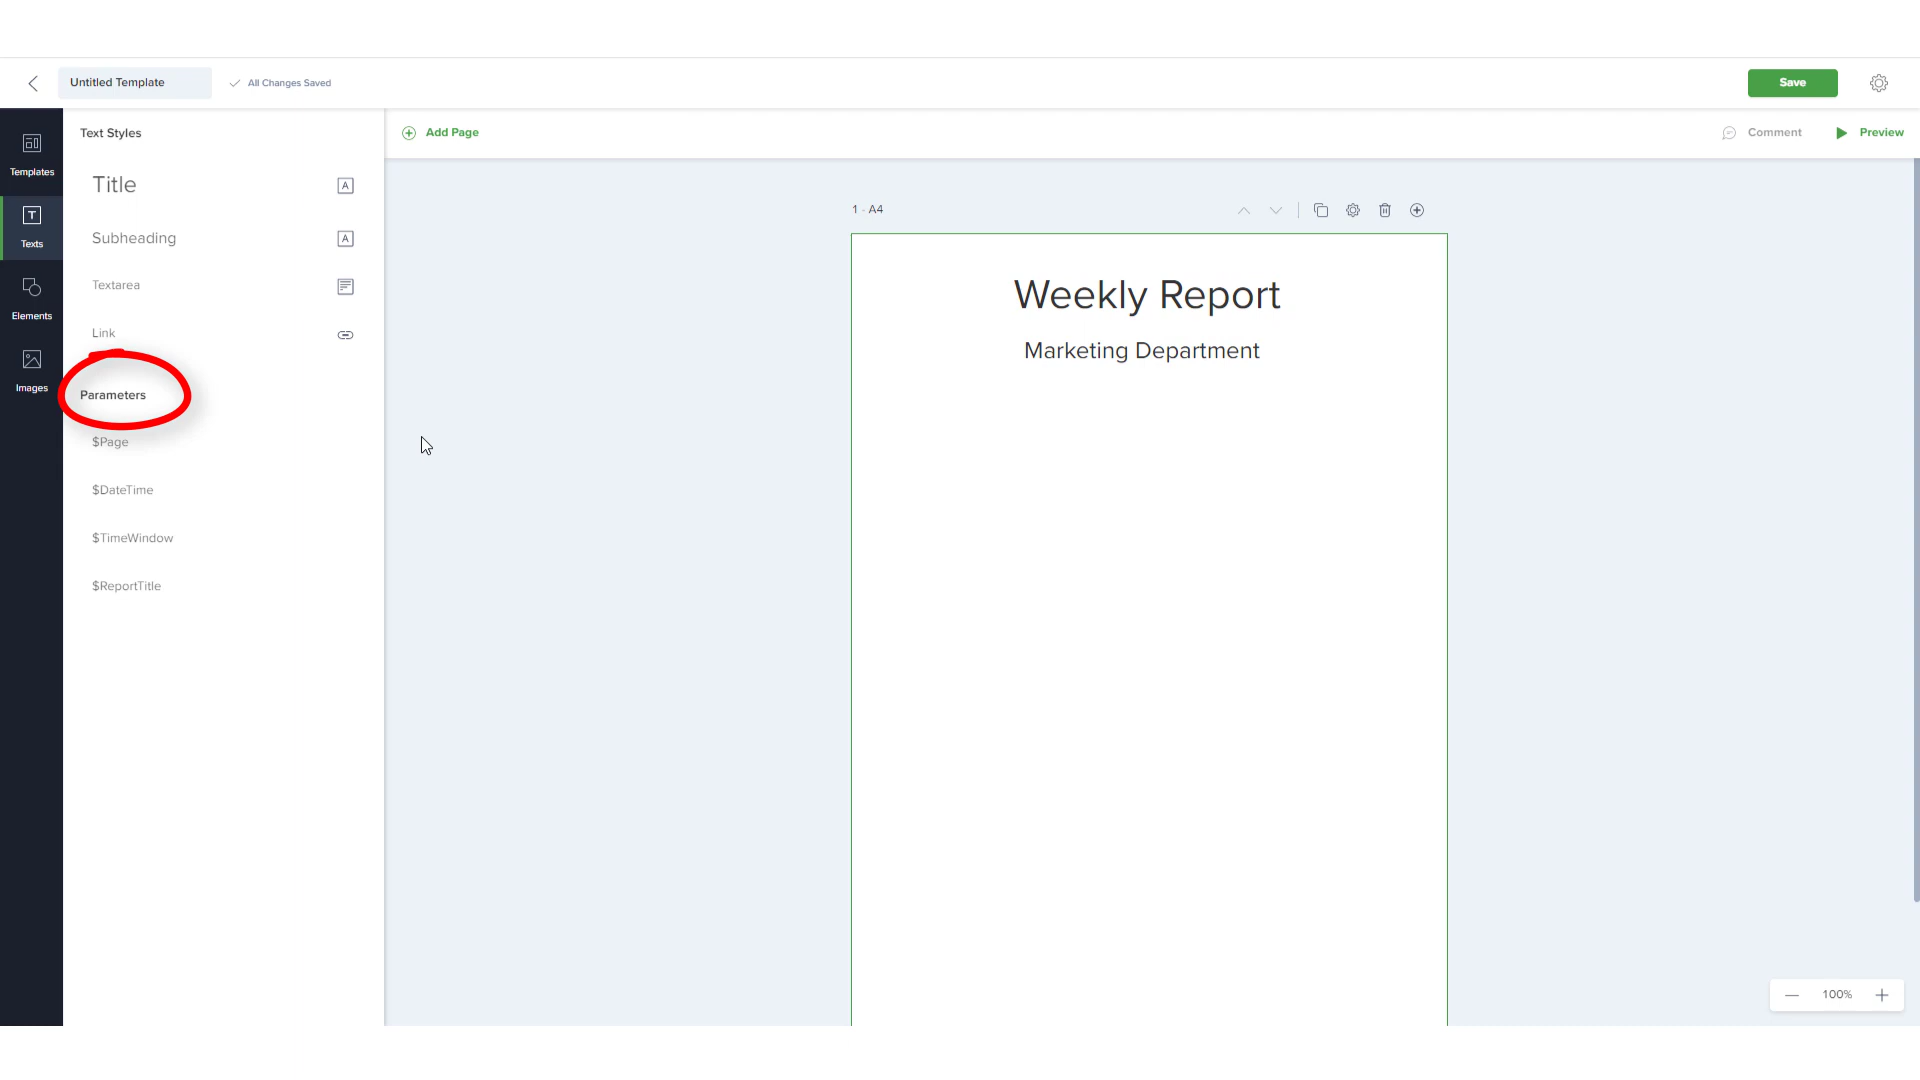 Untitled Template
All Changes Saved
Save
Templates
Texts
Elements
Images
Text Styles
Title
A
Subheading
A
Textarea
Link
Parameters
$Page
$DateTime
$TimeWindow
$ReportTitle
Add Page
Comment
Preview
1 - A4
Weekly Report
Marketing Department
100%